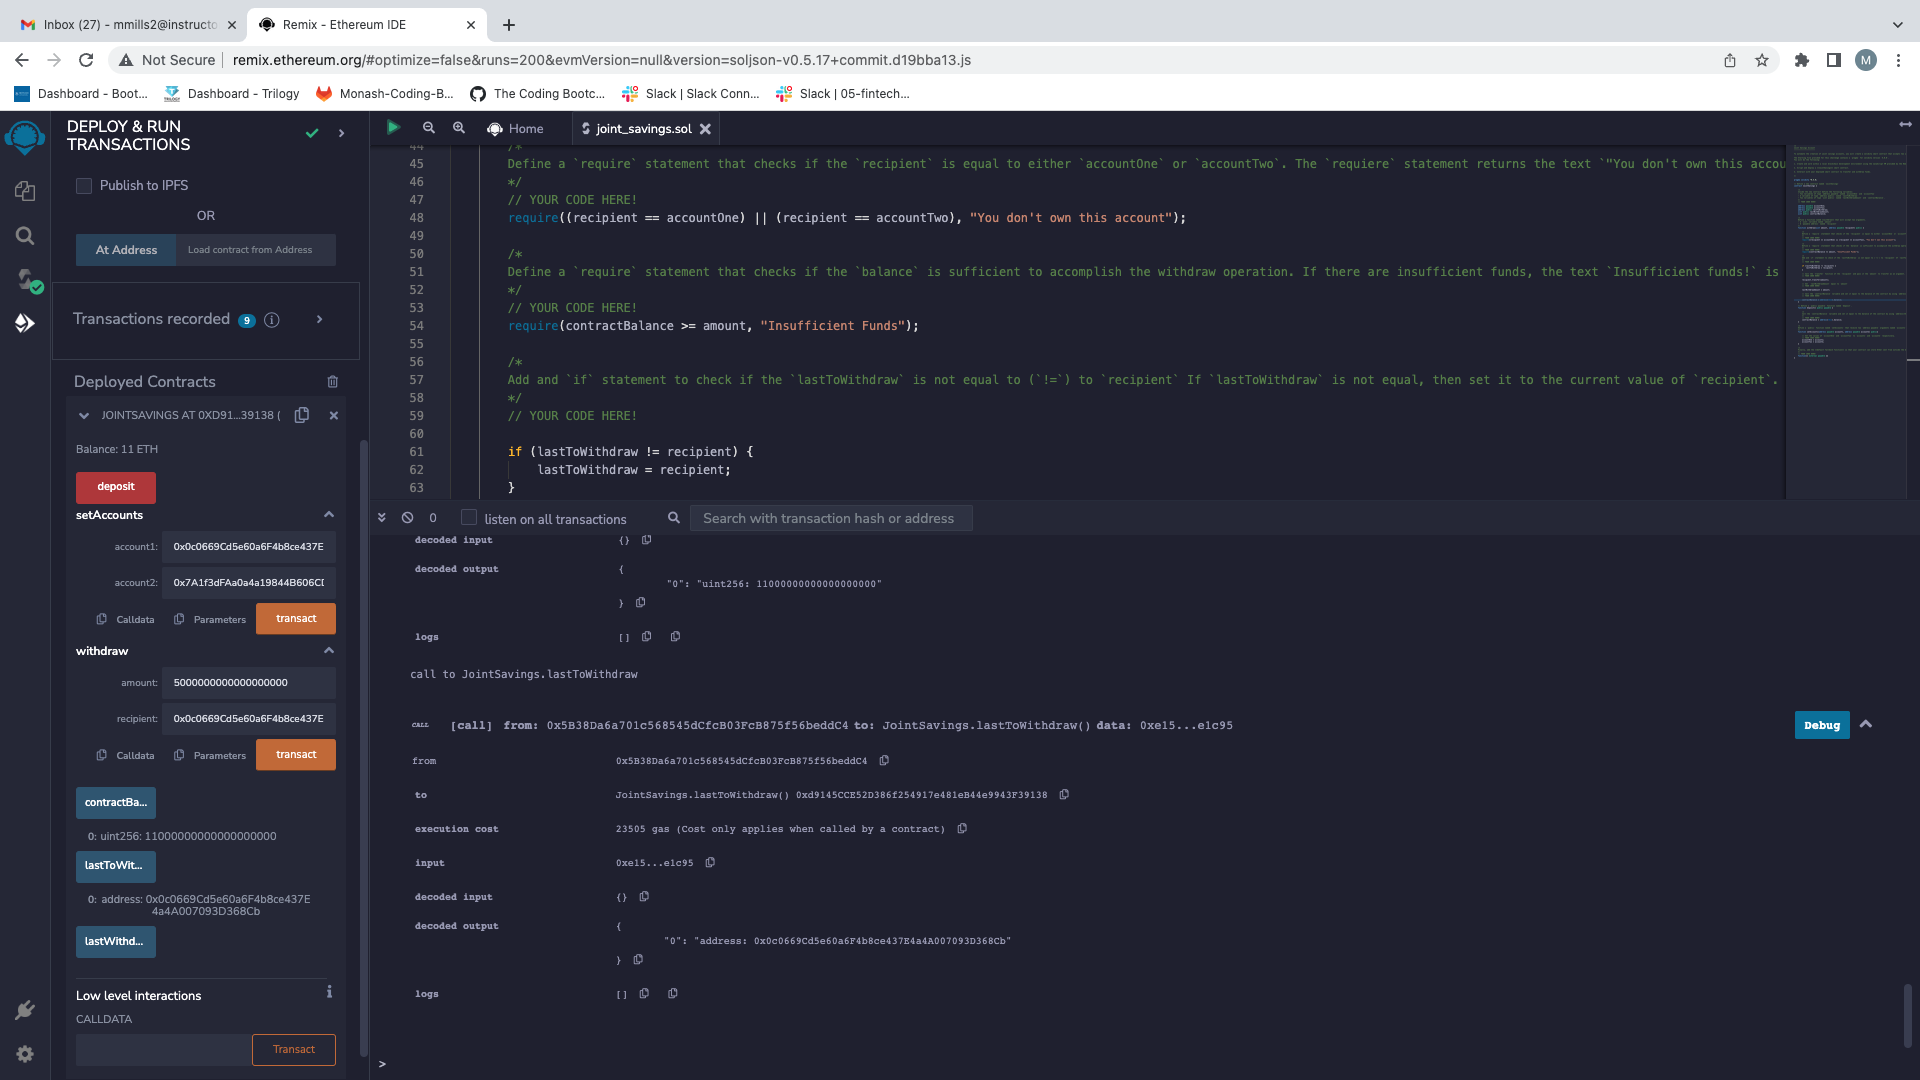 Inbox (27) - mmills2@instructo
Remix - Ethereum IDE
Not Secure
remix.ethereum.org/#optimize=false&runs=200&evmVersion=null&version=soljson-v0.5.17+commit.d19bba13.js
M
Dashboard - Boot...
Dashboard - Trilogy
Monash-Coding-B...
The Coding Bootc...
Slack | Slack Conn...
Slack | 05-fintech...
DEPLOY & RUN
TRANSACTIONS
Publish to IPFS
OR
At Address
Load contract from Address
Transactions recorded 9
Deployed Contracts
JOINTSAVINGS AT 0XD91...39138 (
Balance: 11 ETH
deposit
setAccounts
account1: 0x0c0669Cd5e60a6F4b8ce437E
account2: 0x7A1f3dFAa0a4a19844B606CD
Calldata Parameters transact
withdraw
amount: 5000000000000000000
recipient: 0x0c0669Cd5e60a6F4b8ce437E
Calldata Parameters transact
contractBa...
0: uint256: 11000000000000000000
lastToWit...
0: address: 0x0c0669Cd5e60a6F4b8ce437E
4a4A007093D368Cb
lastWithd...
Low level interactions
CALLDATA
Transact
Home
joint_savings.sol
44 /*
45 Define a `require` statement that checks if the `recipient` is equal to either `accountOne` or `accountTwo`. The `requiere` statement returns the text `"You don't own this accou
46 */
47 // YOUR CODE HERE!
48 require((recipient == accountOne) || (recipient == accountTwo), "You don't own this account");
49
50 /*
51 Define a `require` statement that checks if the `balance` is sufficient to accomplish the withdraw operation. If there are insufficient funds, the text `Insufficient funds!` is
52 */
53 // YOUR CODE HERE!
54 require(contractBalance >= amount, "Insufficient Funds");
55
56 /*
57 Add and `if` statement to check if the `lastToWithdraw` is not equal to (`!=`) to `recipient` If `lastToWithdraw` is not equal, then set it to the current value of `recipient`.
58 */
59 // YOUR CODE HERE!
60
61 if (lastToWithdraw != recipient) {
62 lastToWithdraw = recipient;
63 }
0 listen on all transactions Search with transaction hash or address
decoded input {}
decoded output {
"0": "uint256: 11000000000000000000"
}
logs []
call to JointSavings.lastToWithdraw
CALL [call] from: 0x5B38Da6a701c568545dCfcB03FcB875f56beddC4 to: JointSavings.lastToWithdraw() data: 0xe15...e1c95
Debug
from 0x5B38Da6a701c568545dCfcB03FcB875f56beddC4
to JointSavings.lastToWithdraw() 0xd9145CCE52D386f254917e481eB44e9943F39138
execution cost 23505 gas (Cost only applies when called by a contract)
input 0xe15...e1c95
decoded input {}
decoded output {
"0": "address: 0x0c0669Cd5e60a6F4b8ce437E4a4A007093D368Cb"
}
logs []
>